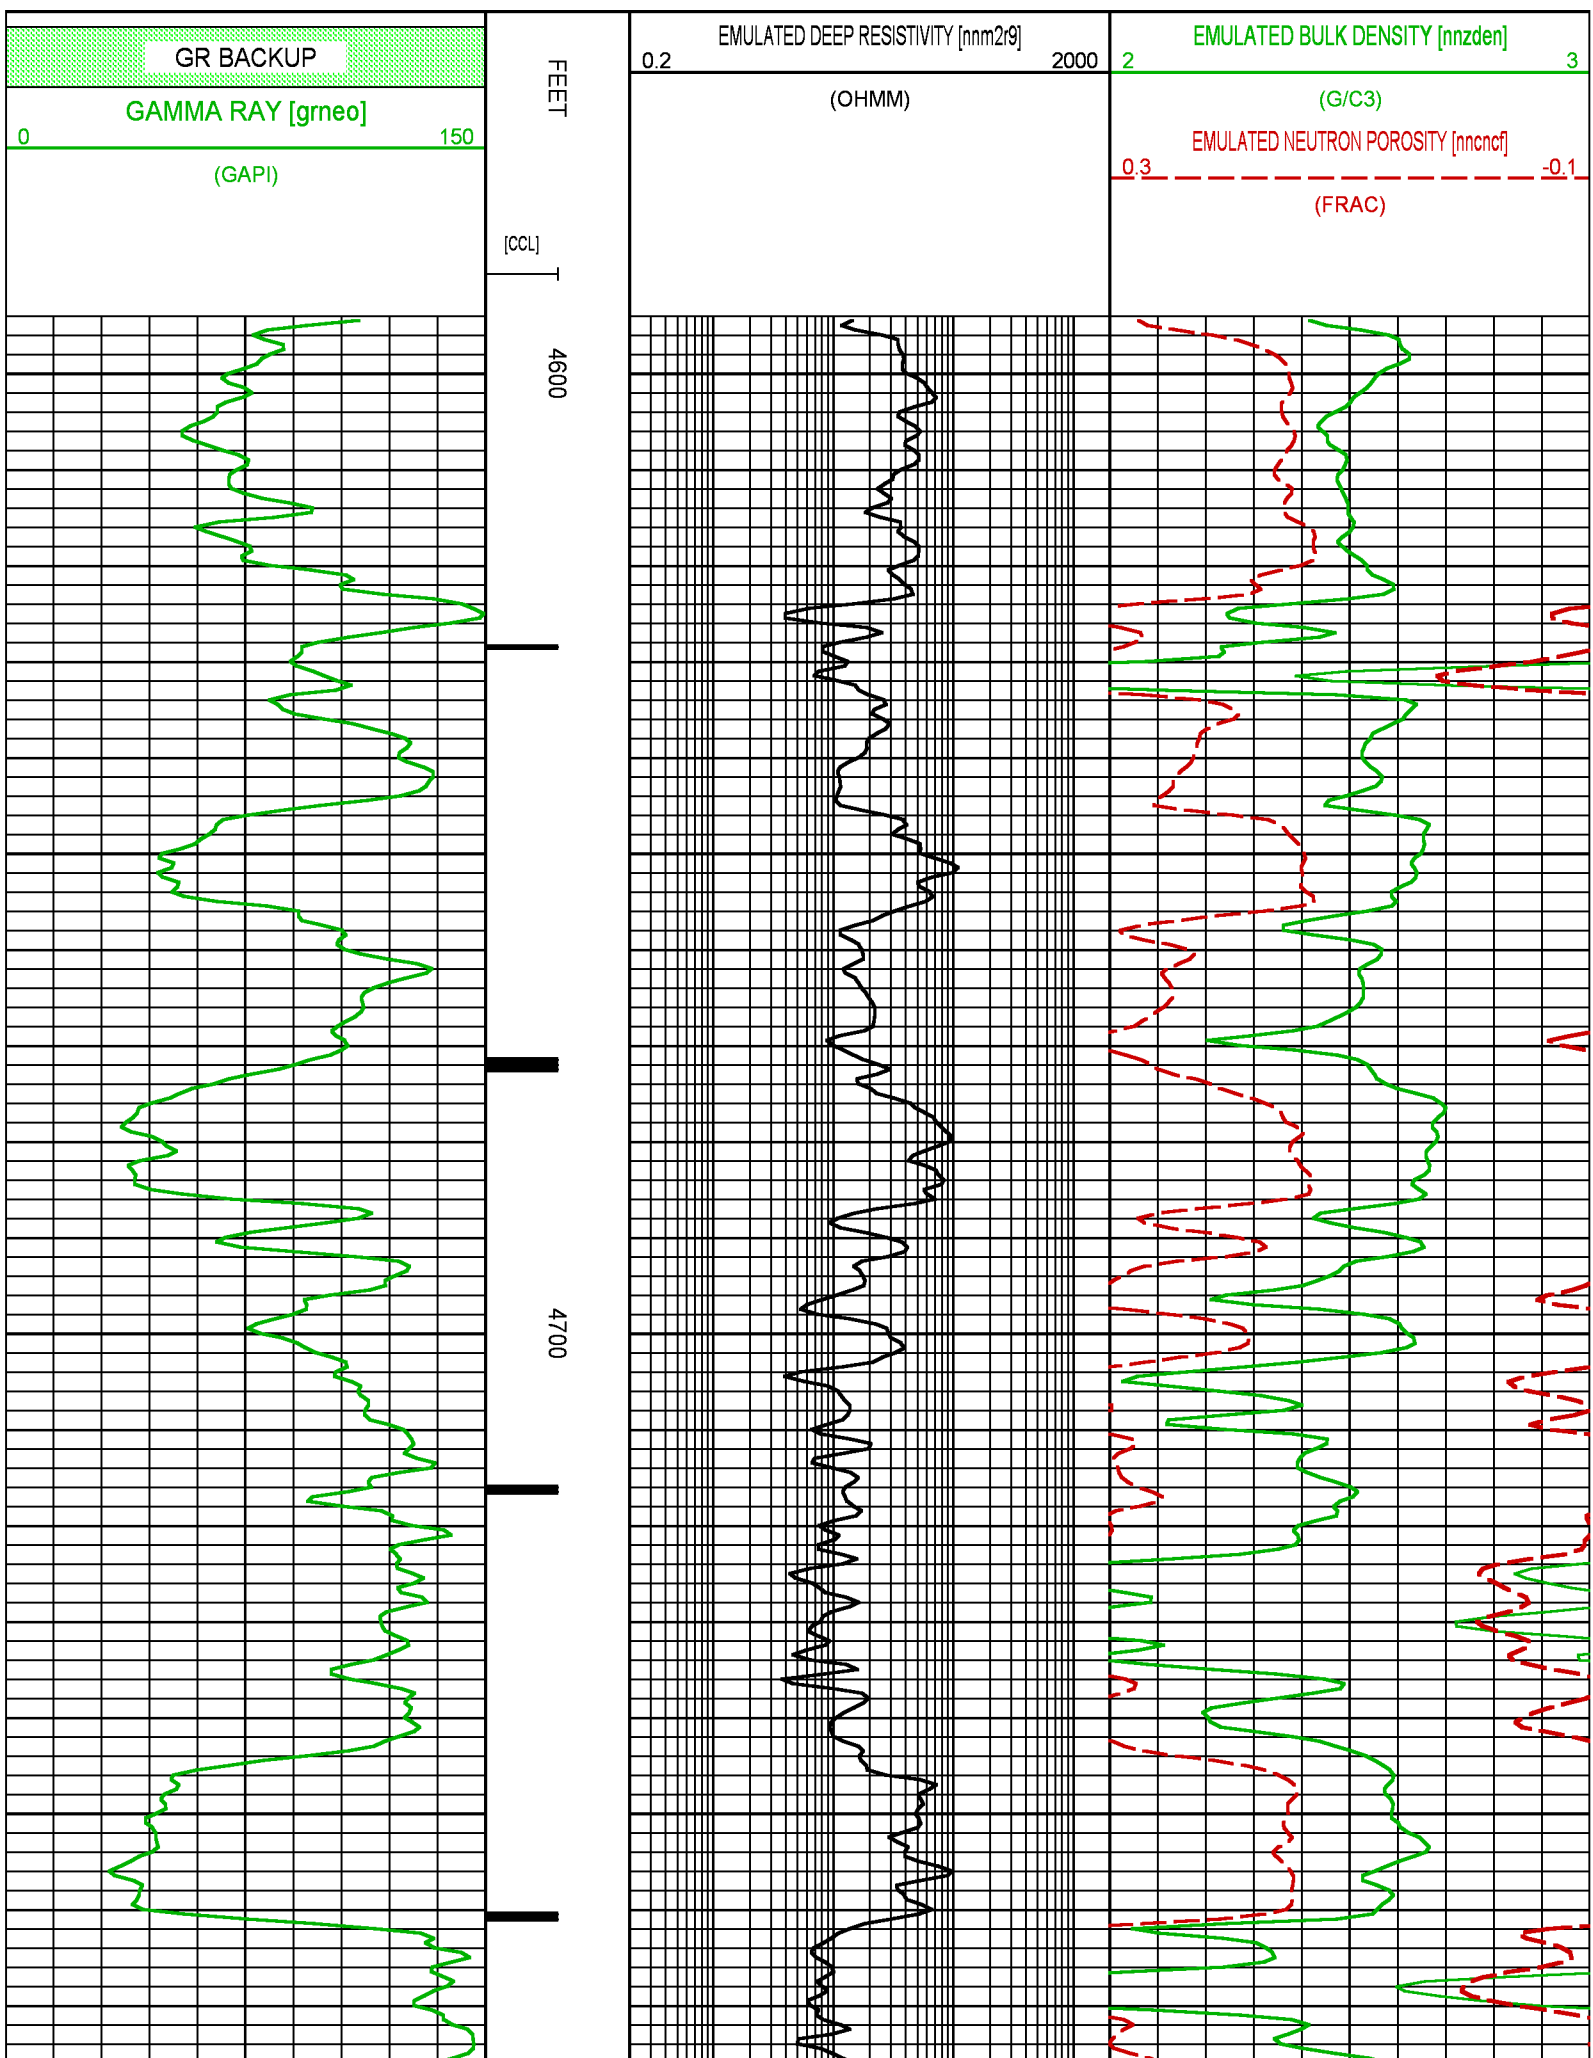 GR BACKUP
GAMMA RAY [grneo]
0 150
(GAPI)
FEET
[CCL]
EMULATED DEEP RESISTIVITY [nnm2r9]
0.2 2000
(OHMM)
EMULATED BULK DENSITY [nnzden]
2 3
(G/C3)
EMULATED NEUTRON POROSITY [nncncf]
0.3 -0.1
(FRAC)
4600
4700